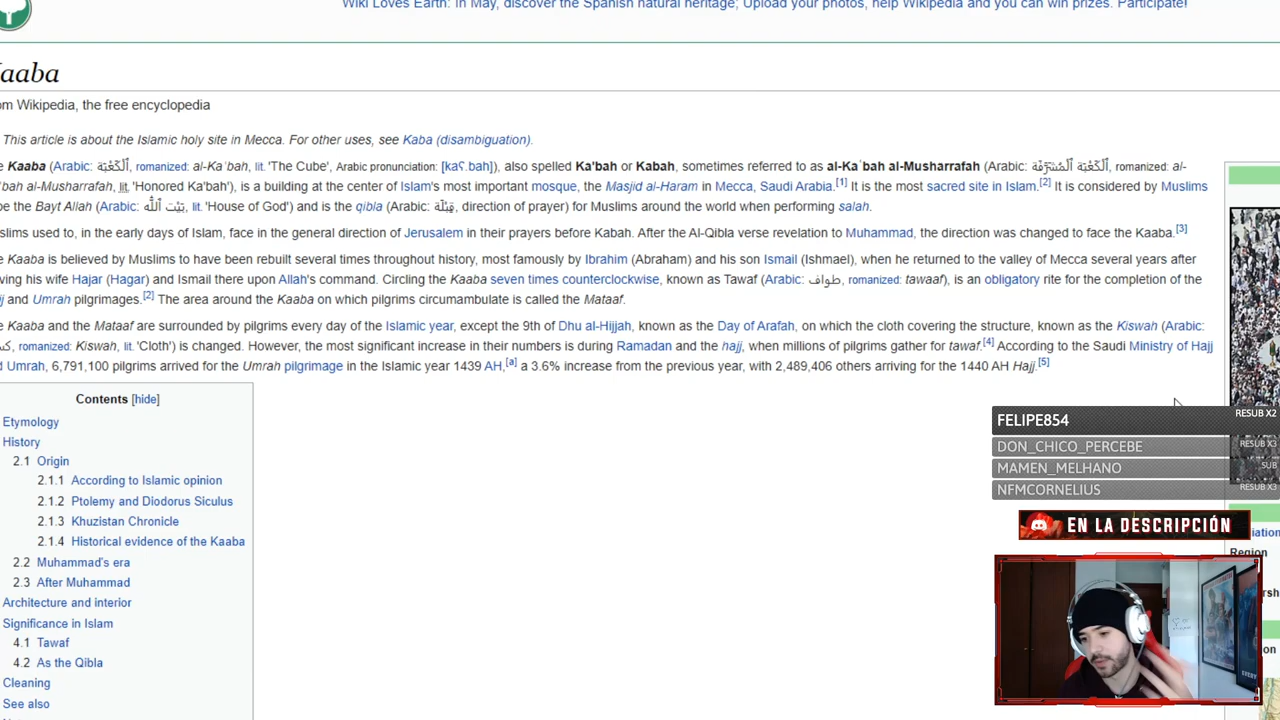 Wiki Loves Earth: In May, discover the Spanish natural heritage; Upload your photos, help Wikipedia and you can win prizes. Participate!
aaba
om Wikipedia, the free encyclopedia
This article is about the Islamic holy site in Mecca. For other uses, see Kaba (disambiguation).
e Kaaba (Arabic: ٱلْكَعْبَة, romanized: al-Kaʿbah, lit. 'The Cube', Arabic pronunciation: [kaʕ.bah]), also spelled Ka'bah or Kabah, sometimes referred to as al-Kaʿbah al-Musharrafah (Arabic: ٱلْكَعْبَة ٱلْمُشَرَّفَة, romanized: al-
ʿbah al-Musharrafah, lit. 'Honored Ka'bah'), is a building at the center of Islam's most important mosque, the Masjid al-Haram in Mecca, Saudi Arabia.[1] It is the most sacred site in Islam.[2] It is considered by Muslims
be the Bayt Allah (Arabic: بَيْت ٱللَّٰه, lit. 'House of God') and is the qibla (Arabic: قِبْلَة, direction of prayer) for Muslims around the world when performing salah.
slims used to, in the early days of Islam, face in the general direction of Jerusalem in their prayers before Kabah. After the Al-Qibla verse revelation to Muhammad, the direction was changed to face the Kaaba.[3]
e Kaaba is believed by Muslims to have been rebuilt several times throughout history, most famously by Ibrahim (Abraham) and his son Ismail (Ishmael), when he returned to the valley of Mecca several years after
ving his wife Hajar (Hagar) and Ismail there upon Allah's command. Circling the Kaaba seven times counterclockwise, known as Tawaf (Arabic: طواف, romanized: tawaaf), is an obligatory rite for the completion of the
jj and Umrah pilgrimages.[2] The area around the Kaaba on which pilgrims circumambulate is called the Mataaf.
e Kaaba and the Mataaf are surrounded by pilgrims every day of the Islamic year, except the 9th of Dhu al-Hijjah, known as the Day of Arafah, on which the cloth covering the structure, known as the Kiswah (Arabic:
romanized: Kiswah, lit. 'Cloth') is changed. However, the most significant increase in their numbers is during Ramadan and the hajj, when millions of pilgrims gather for tawaf.[4] According to the Saudi Ministry of Hajj
d Umrah, 6,791,100 pilgrims arrived for the Umrah pilgrimage in the Islamic year 1439 AH,[a] a 3.6% increase from the previous year, with 2,489,406 others arriving for the 1440 AH Hajj.[5]
Contents [hide]
Etymology
History
2.1 Origin
2.1.1 According to Islamic opinion
2.1.2 Ptolemy and Diodorus Siculus
2.1.3 Khuzistan Chronicle
2.1.4 Historical evidence of the Kaaba
2.2 Muhammad's era
2.3 After Muhammad
Architecture and interior
Significance in Islam
4.1 Tawaf
4.2 As the Qibla
Cleaning
See also
FELIPE854 RESUB X2
DON_CHICO_PERCEBE RESUB X3
MAMEN_MELHANO SUB
NFMCORNELIUS RESUB X3
EN LA DESCRIPCIÓN
iation
Region
rsh
on